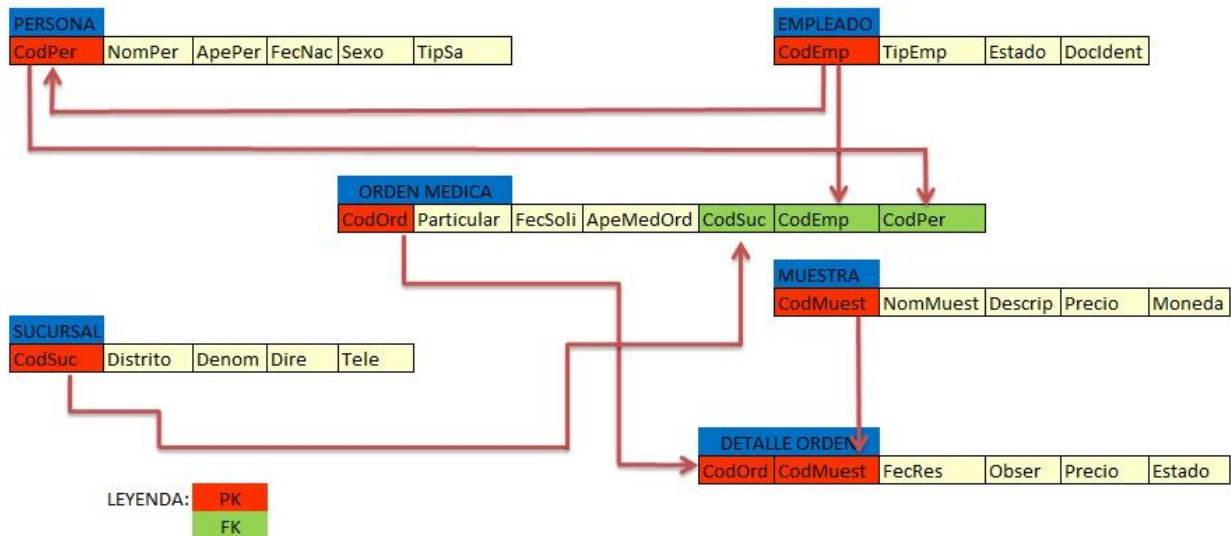 PERSONA
CodPer NomPer ApePer FecNac Sexo TipSa
EMPLEADO
CodEmp TipEmp Estado DocIdent
ORDEN MEDICA
CodOrd Particular FecSoli ApeMedOrd CodSuc CodEmp CodPer
MUESTRA
CodMuest NomMuest Descrip Precio Moneda
SUCURSAL
CodSuc Distrito Denom Dire Tele
DETALLE ORDEN
CodOrd CodMuest FecRes Obser Precio Estado
LEYENDA: PK
FK